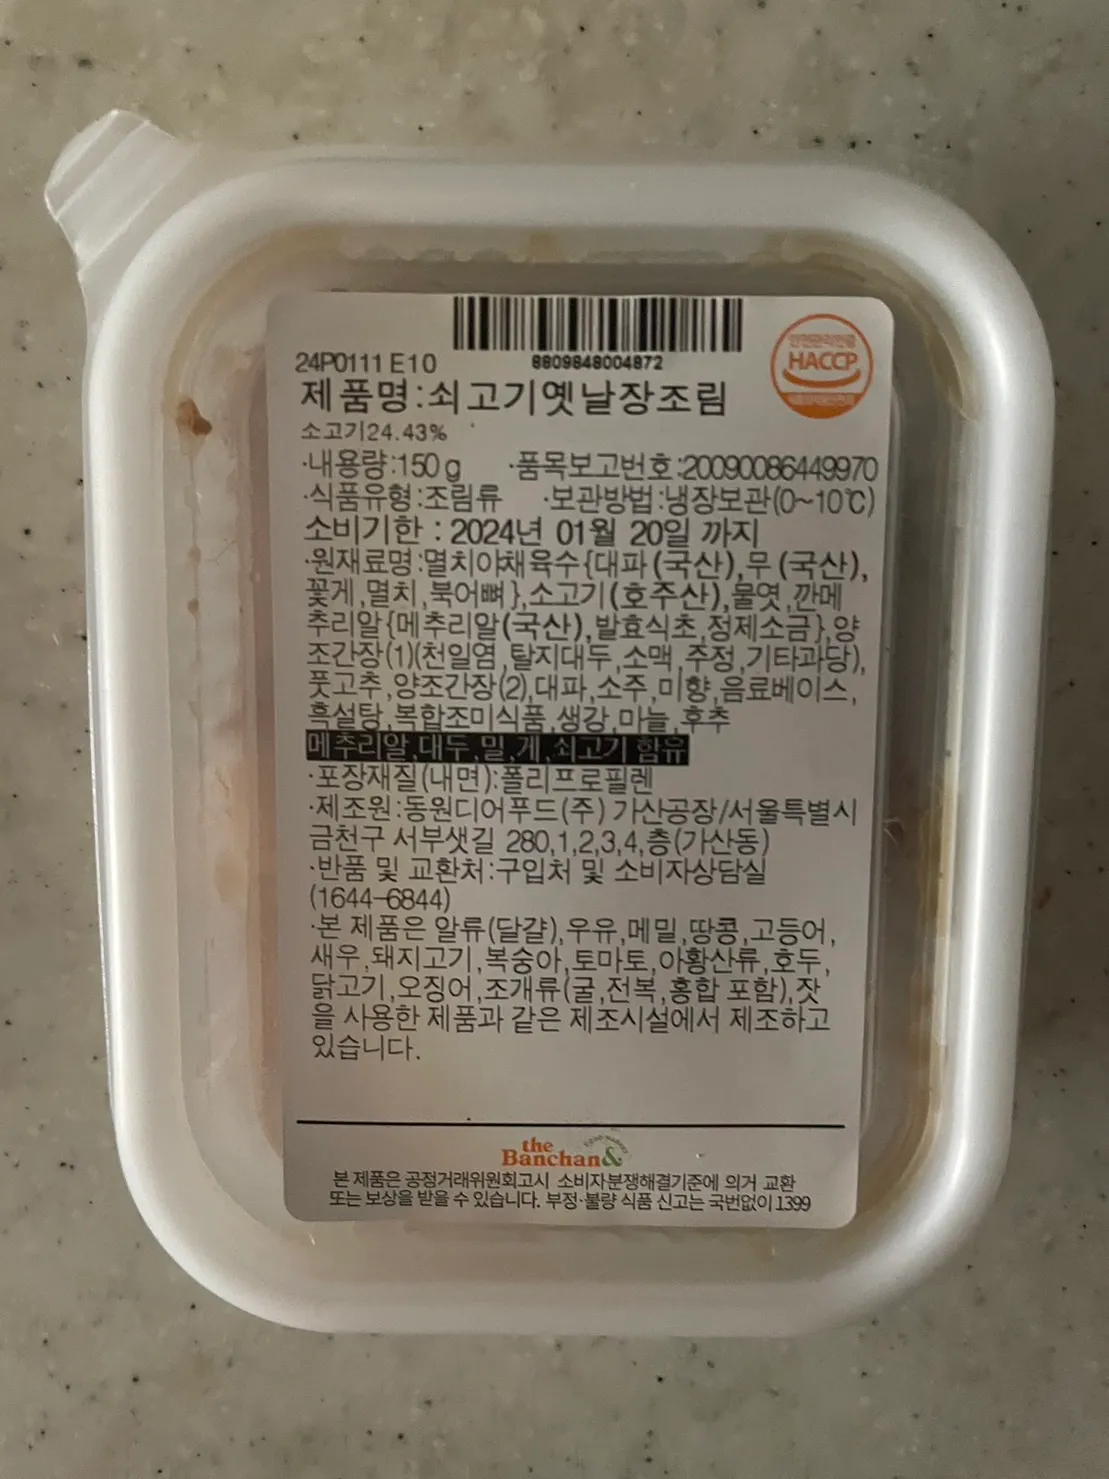 8809848004872
24P0111 E10
HACCP
제품명:쇠고기옛날장조림
소고기24.43%
·내용량:150g ·품목보고번호:20090086449970
·식품유형:조림류 ·보관방법:냉장보관(0~10℃)
소비기한 : 2024년 01월 20일 까지
·원재료명:멸치야채육수{대파(국산),무(국산),
꽃게,멸치,북어뼈},소고기(호주산),물엿,깐메
추리알{메추리알(국산),발효식초,정제소금},양
조간장(1)(천일염,탈지대두,소맥,주정,기타과당),
풋고추,양조간장(2),대파,소주,미향,음료베이스,
흑설탕,복합조미식품,생강,마늘,후추
메추리알,대두,밀,게,쇠고기 함유
·포장재질(내면):폴리프로필렌
·제조원:동원디어푸드(주) 가산공장/서울특별시
금천구 서부샛길 280,1,2,3,4,층(가산동)
·반품 및 교환처:구입처 및 소비자상담실
(1644-6844)
·본 제품은 알류(달걀),우유,메밀,땅콩,고등어,
새우,돼지고기,복숭아,토마토,아황산류,호두,
닭고기,오징어,조개류(굴,전복,홍합 포함),잣
을 사용한 제품과 같은 제조시설에서 제조하고
있습니다.
the
Banchan&
본 제품은 공정거래위원회고시 소비자분쟁해결기준에 의거 교환
또는 보상을 받을 수 있습니다. 부정·불량 식품 신고는 국번없이 1399